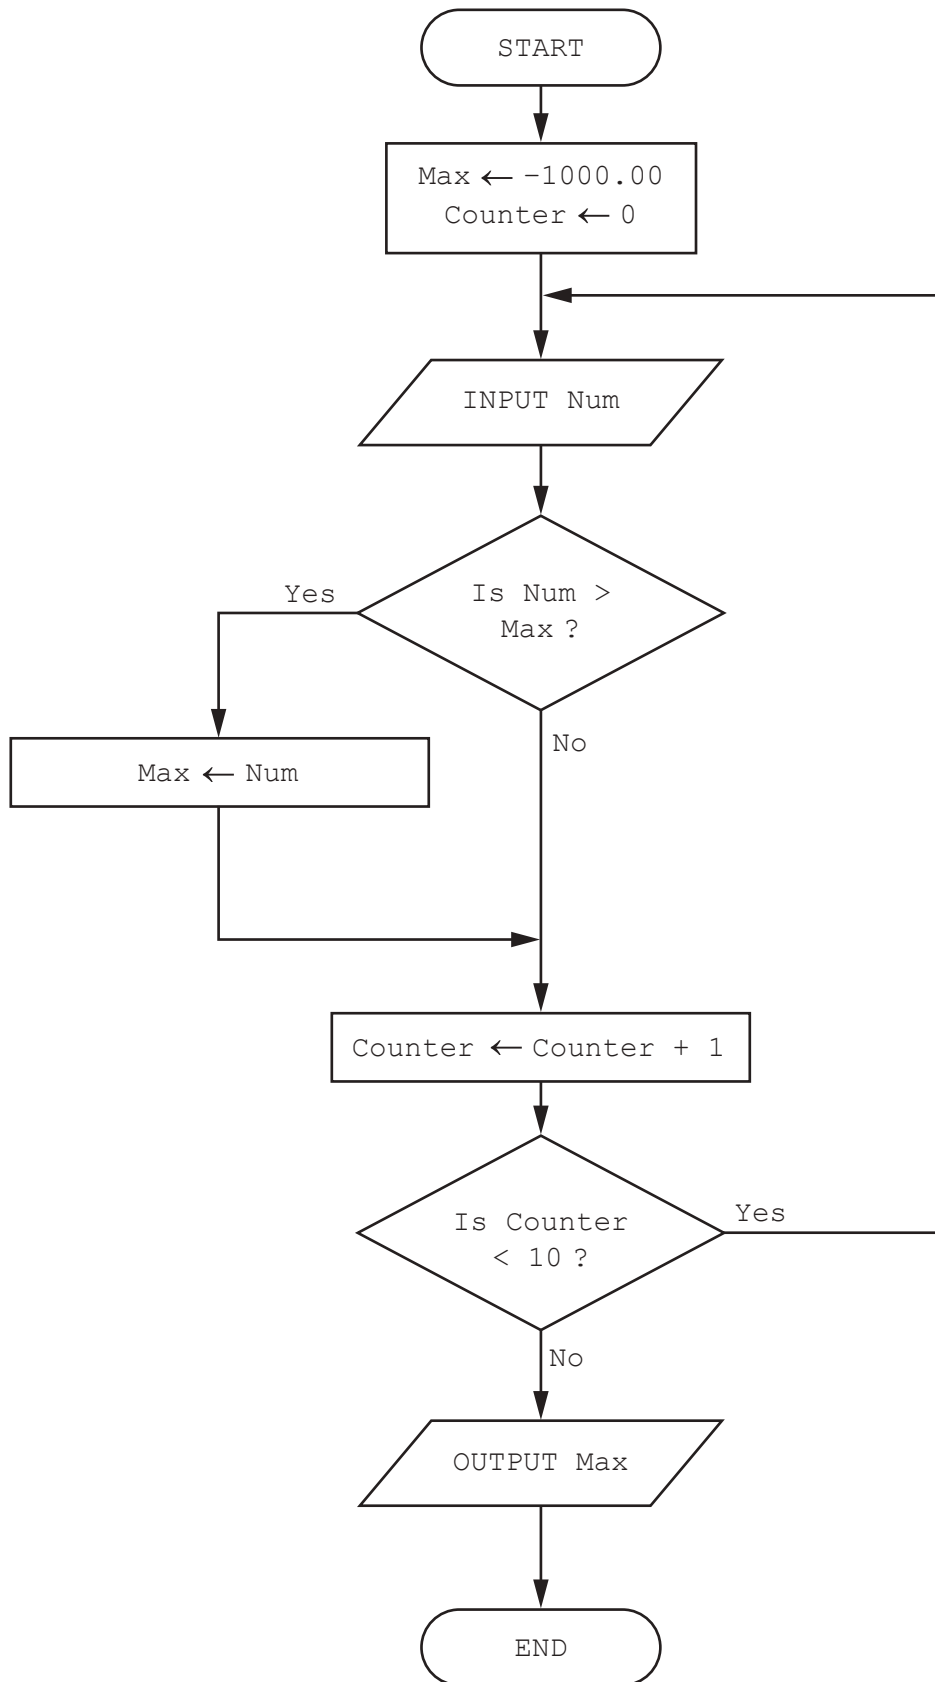 START
Max ← −1000.00
Counter ← 0
INPUT Num
Is Num >
Max ?
Yes
No
Max ← Num
Counter ← Counter + 1
Is Counter
< 10 ?
Yes
No
OUTPUT Max
END